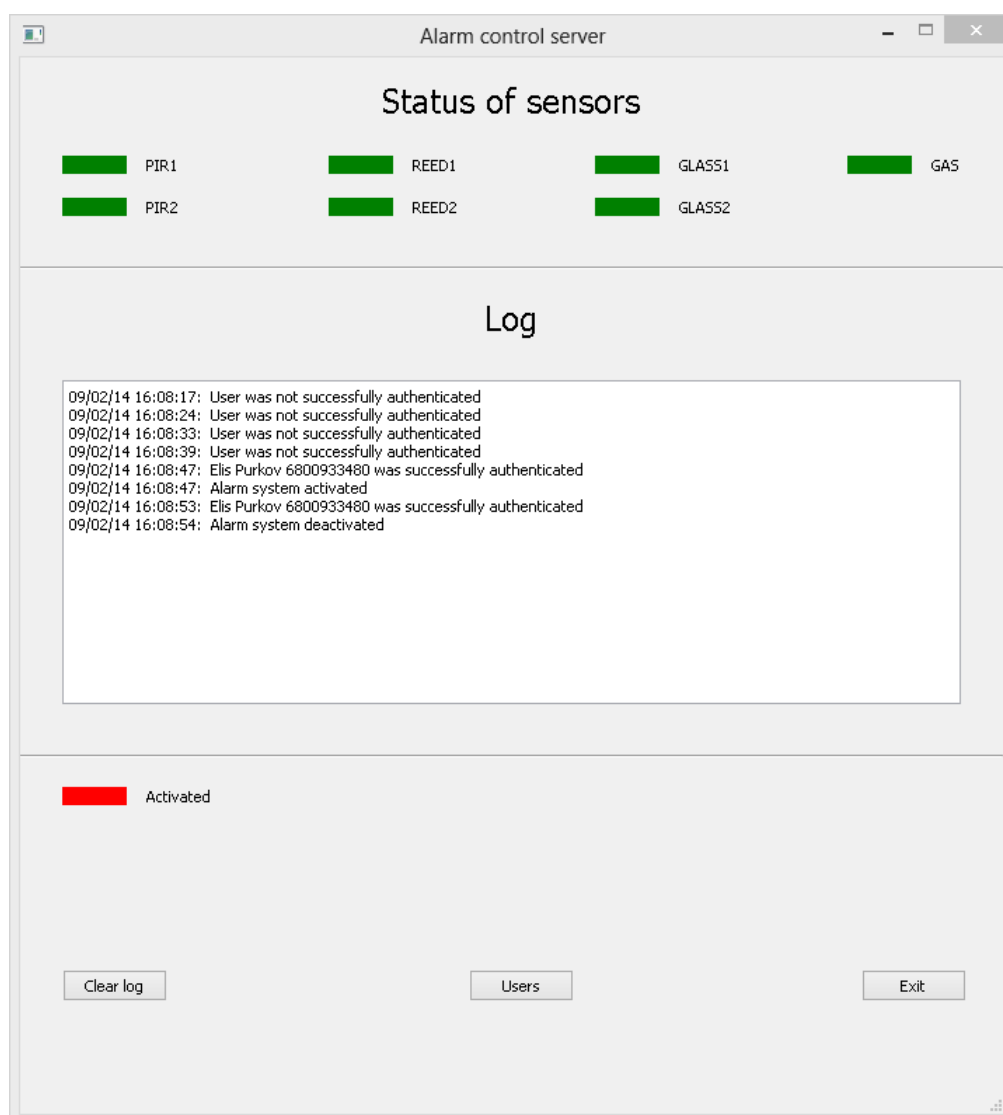 Alarm control server
Status of sensors
PIR1 REED1 GLASS1 GAS
PIR2 REED2 GLASS2
Log
09/02/14 16:08:17: User was not successfully authenticated
09/02/14 16:08:24: User was not successfully authenticated
09/02/14 16:08:33: User was not successfully authenticated
09/02/14 16:08:39: User was not successfully authenticated
09/02/14 16:08:47: Elis Purkov 6800933480 was successfully authenticated
09/02/14 16:08:47: Alarm system activated
09/02/14 16:08:53: Elis Purkov 6800933480 was successfully authenticated
09/02/14 16:08:54: Alarm system deactivated
Activated
Clear log Users Exit